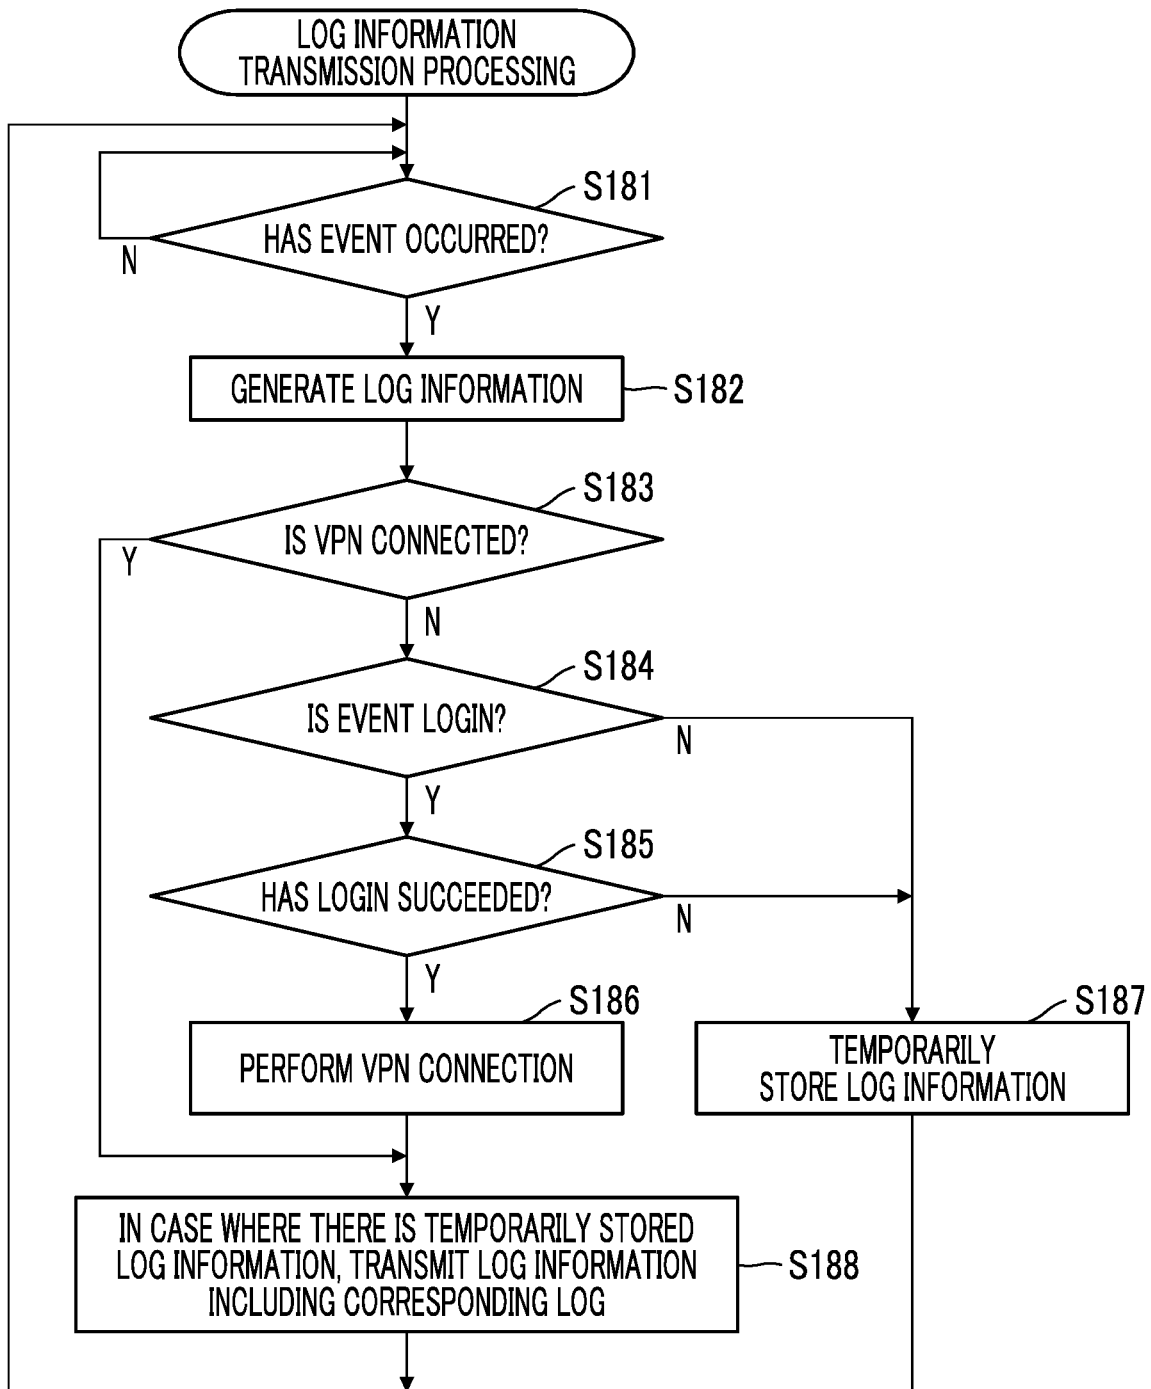 LOG INFORMATION
TRANSMISSION PROCESSING
S181
HAS EVENT OCCURRED?
N
Y
GENERATE LOG INFORMATION
S182
S183
IS VPN CONNECTED?
Y
N
S184
IS EVENT LOGIN?
N
Y
S185
HAS LOGIN SUCCEEDED?
N
Y
S186
PERFORM VPN CONNECTION
S187
TEMPORARILY
STORE LOG INFORMATION
IN CASE WHERE THERE IS TEMPORARILY STORED
LOG INFORMATION, TRANSMIT LOG INFORMATION
INCLUDING CORRESPONDING LOG
S188